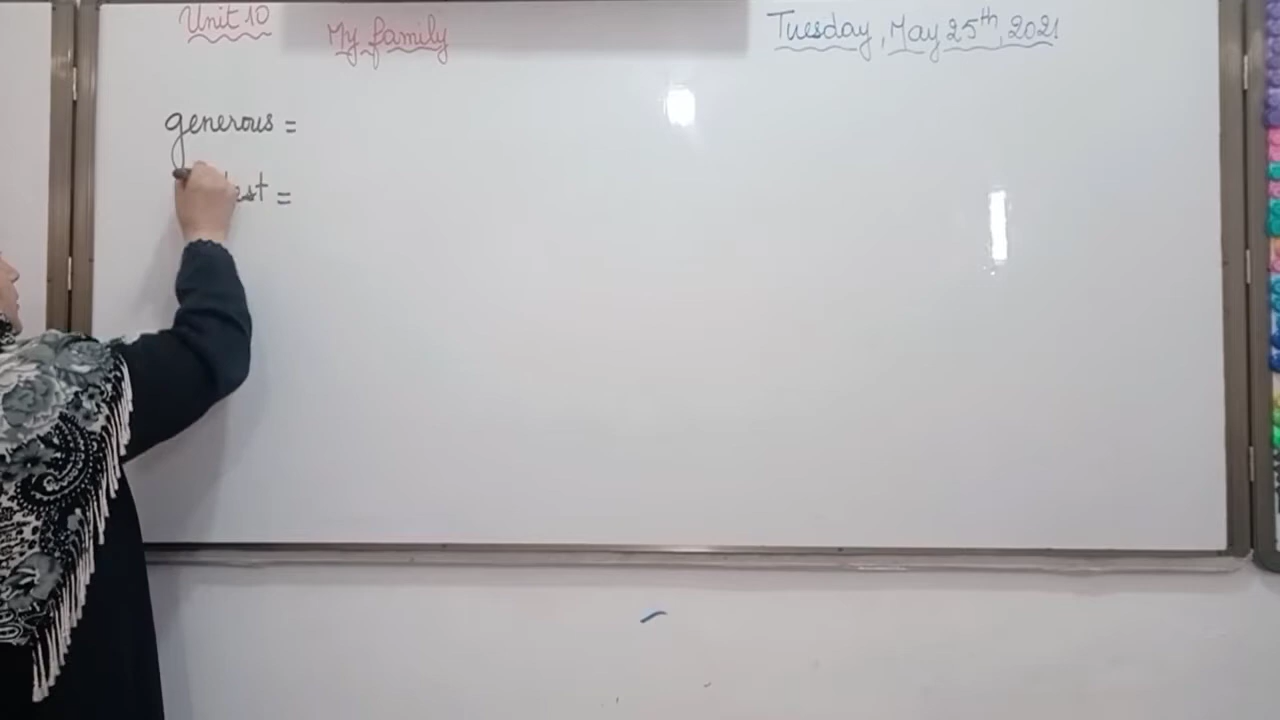 Unit 10
My family
Tuesday, May 25th, 2021
generous =
=